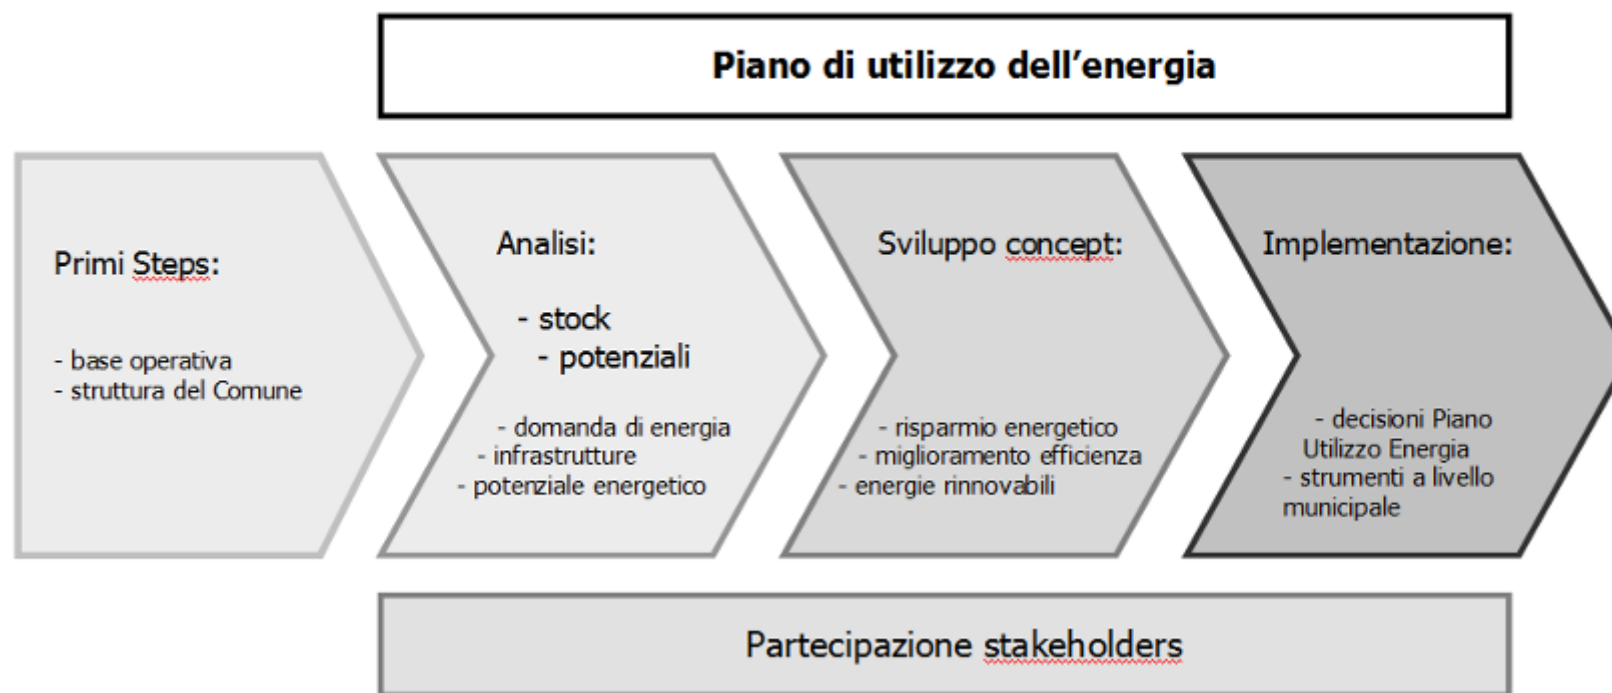 Piano di utilizzo dell’energia
Primi Steps:
- base operativa
- struttura del Comune
Analisi:
- stock
- potenziali
- domanda di energia
- infrastrutture
- potenziale energetico
Sviluppo concept:
- risparmio energetico
- miglioramento efficienza
- energie rinnovabili
Implementazione:
- decisioni Piano
Utilizzo Energia
- strumenti a livello
municipale
Partecipazione stakeholders